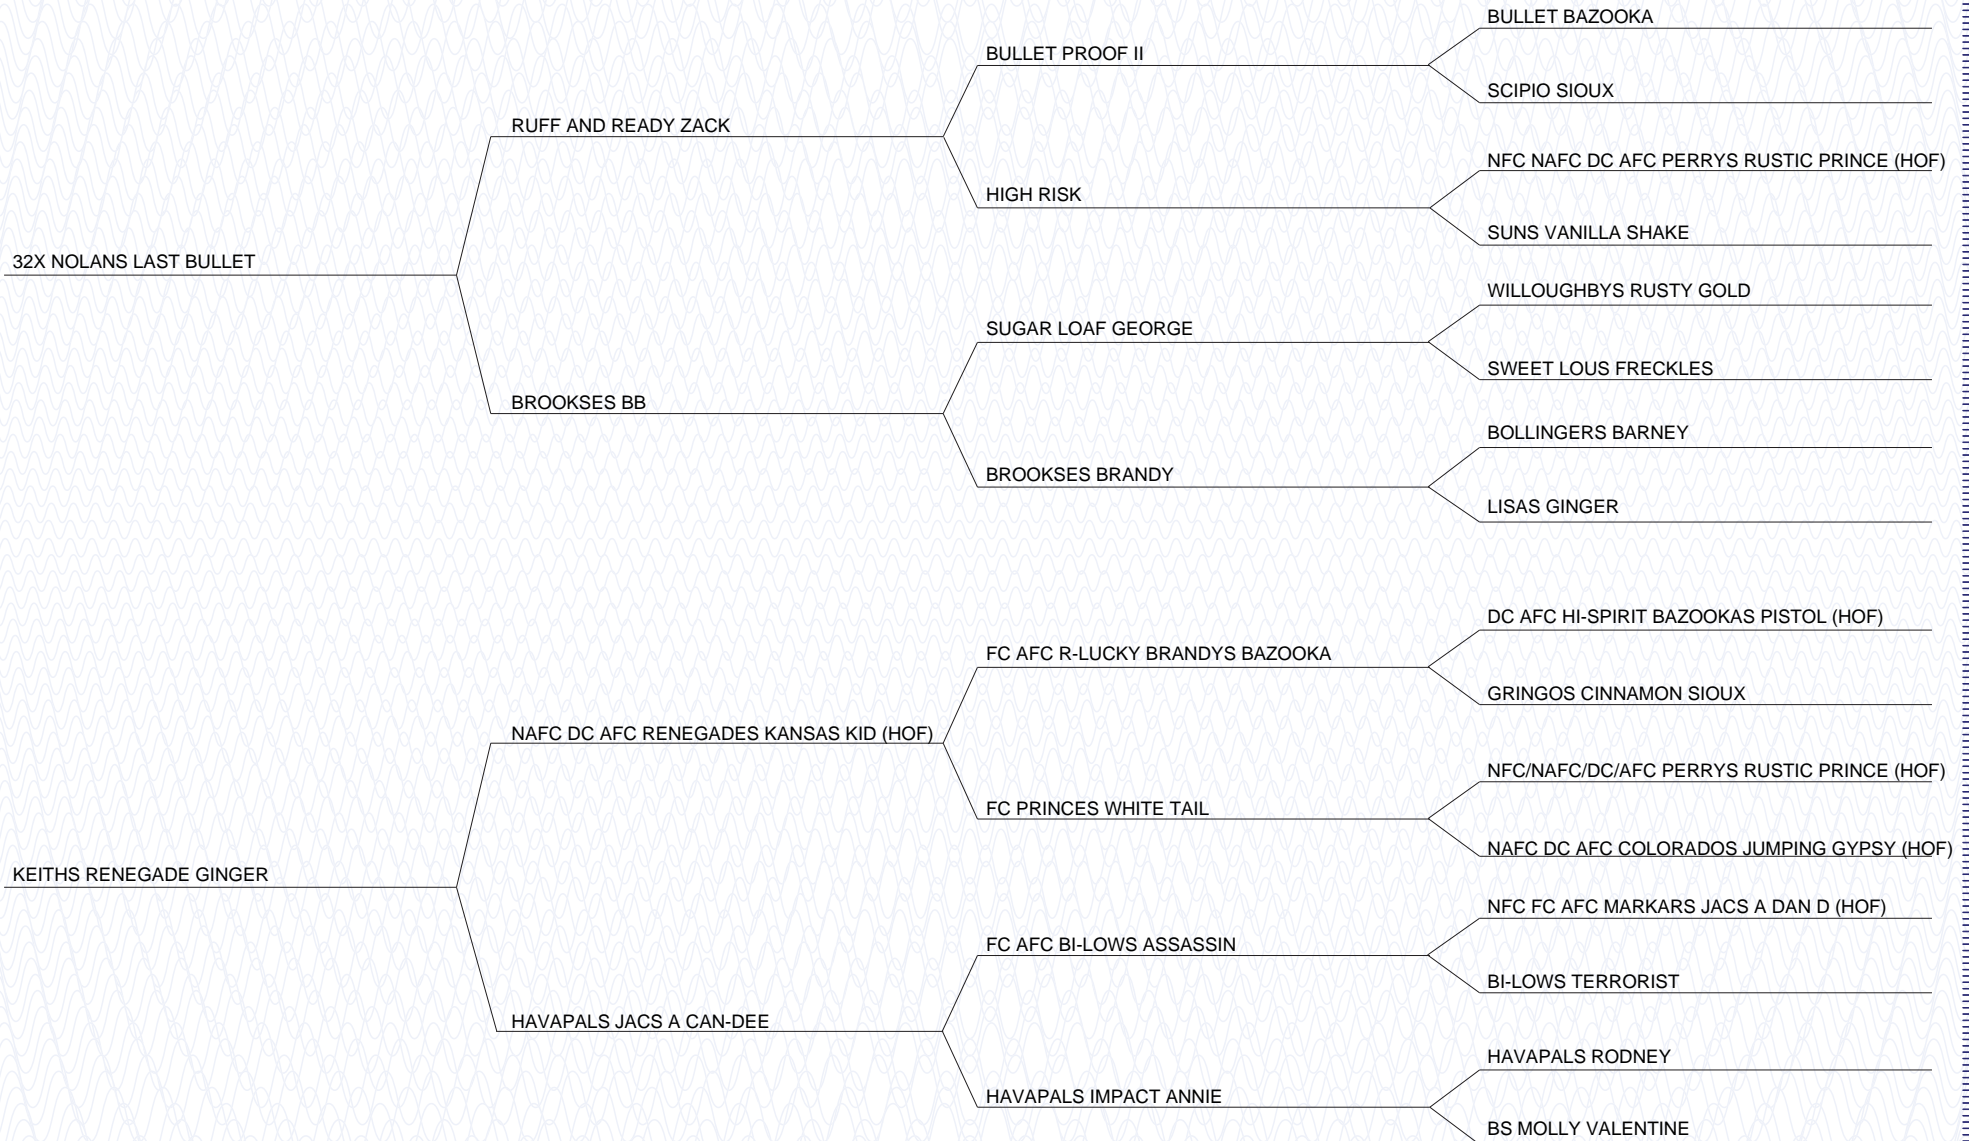 BULLET BAZOOKA
BULLET PROOF II
SCIPIO SIOUX
RUFF AND READY ZACK
NFC NAFC DC AFC PERRYS RUSTIC PRINCE (HOF)
HIGH RISK
SUNS VANILLA SHAKE
32X NOLANS LAST BULLET
WILLOUGHBYS RUSTY GOLD
SUGAR LOAF GEORGE
SWEET LOUS FRECKLES
BROOKSES BB
BOLLINGERS BARNEY
BROOKSES BRANDY
LISAS GINGER
DC AFC HI-SPIRIT BAZOOKAS PISTOL (HOF)
FC AFC R-LUCKY BRANDYS BAZOOKA
GRINGOS CINNAMON SIOUX
NAFC DC AFC RENEGADES KANSAS KID (HOF)
NFC/NAFC/DC/AFC PERRYS RUSTIC PRINCE (HOF)
FC PRINCES WHITE TAIL
NAFC DC AFC COLORADOS JUMPING GYPSY (HOF)
KEITHS RENEGADE GINGER
NFC FC AFC MARKARS JACS A DAN D (HOF)
FC AFC BI-LOWS ASSASSIN
BI-LOWS TERRORIST
HAVAPALS JACS A CAN-DEE
HAVAPALS RODNEY
HAVAPALS IMPACT ANNIE
BS MOLLY VALENTINE